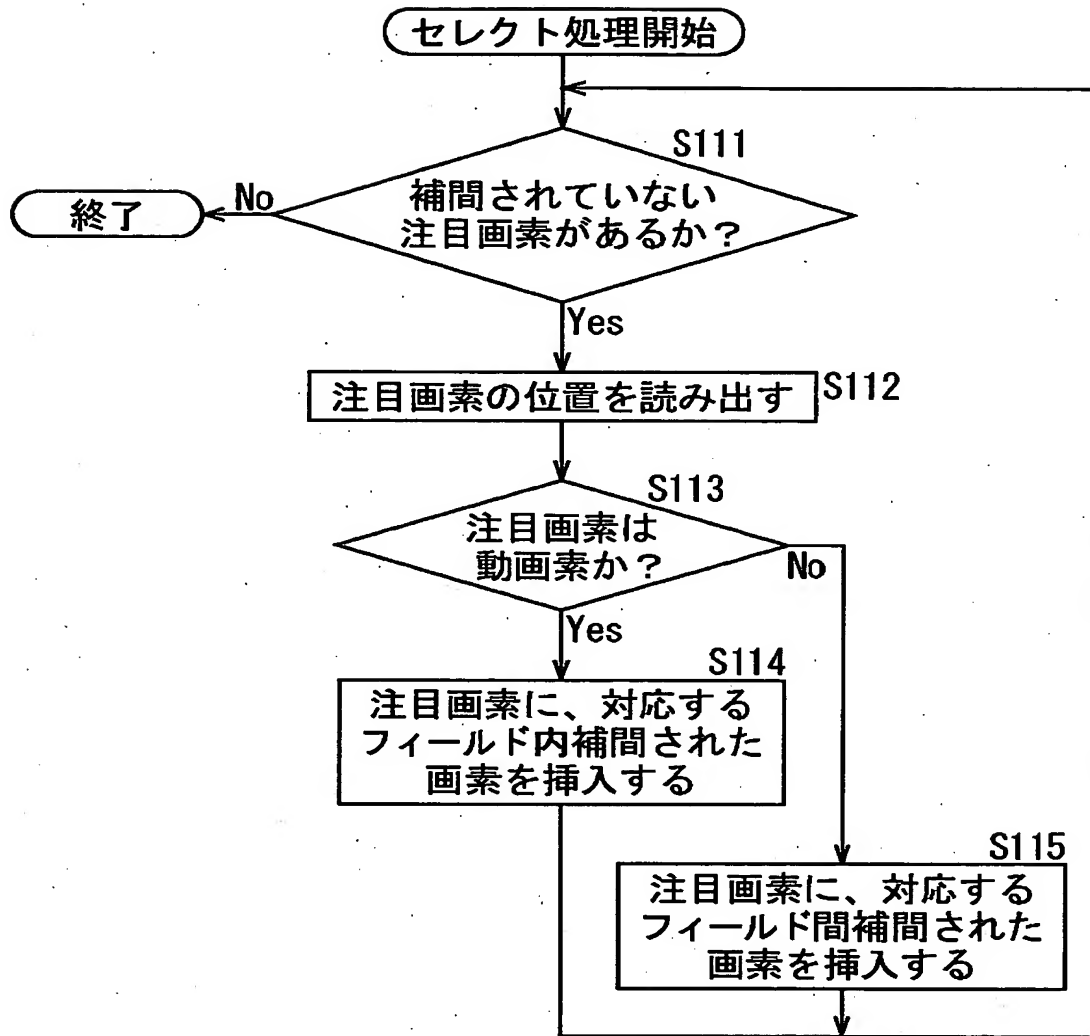 セレクト処理開始
S111
補間されていない
注目画素があるか？
No
終了
Yes
注目画素の位置を読み出す
S112
S113
注目画素は
動画素か？
No
Yes
S114
注目画素に、対応する
フィールド内補間された
画素を挿入する
S115
注目画素に、対応する
フィールド間補間された
画素を挿入する